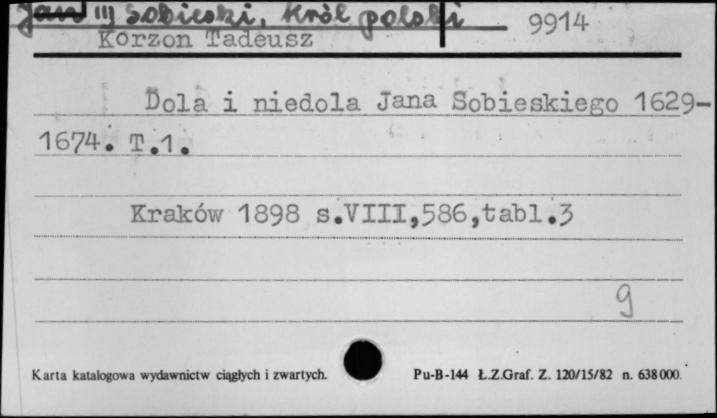 Jan III Sobieski, Król polski
9914
Korzon Tadeusz
Dola i niedola Jana Sobieskiego 1629-
1674. T.1.
Kraków 1898 s.VIII,586,tabl.3
9
Karta katalogowa wydawnictw ciągłych i zwartych. Pu-B-144 Ł.Z.Graf. Z. 120/15/82 n. 638000.